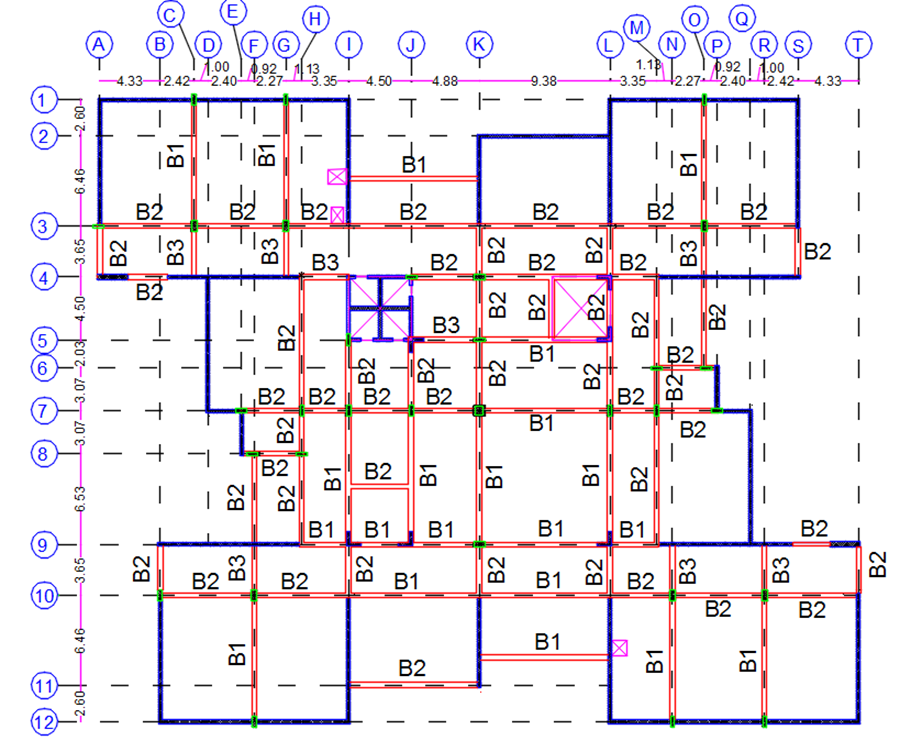 C E H M O Q
A B D F G I J K L N P R S T
1.00 0.92 1.13 1.13 0.92 1.00
4.33 2.42 2.40 2.27 3.35 4.50 4.88 9.38 3.35 2.27 2.40 2.42 4.33
1
2.60
2
6.46
B1 B1 B1 B1
B2 B2 B2 B2 B2 B2 B2
3
3.65
B2 B3 B3 B2 B2 B3 B2
B3 B2 B2
4
B2
4.50
B2 B2 B2 B2 B2
B3
5
B1
2.03
B2 B2 B2 B2 B2
6
B2
3.07
B2 B2 B2 B2 B2
7
B1 B2
3.07
B2
8
B2 B2
6.53
B2 B2 B1 B1 B1 B1 B2
B1 B1 B1 B1 B1 B2
9
3.65
B2 B3 B2 B2 B2 B3 B3 B2
B2 B2 B1 B1 B2
10
B2 B2
6.46
B1 B1 B1 B1
B2
11
2.60
12